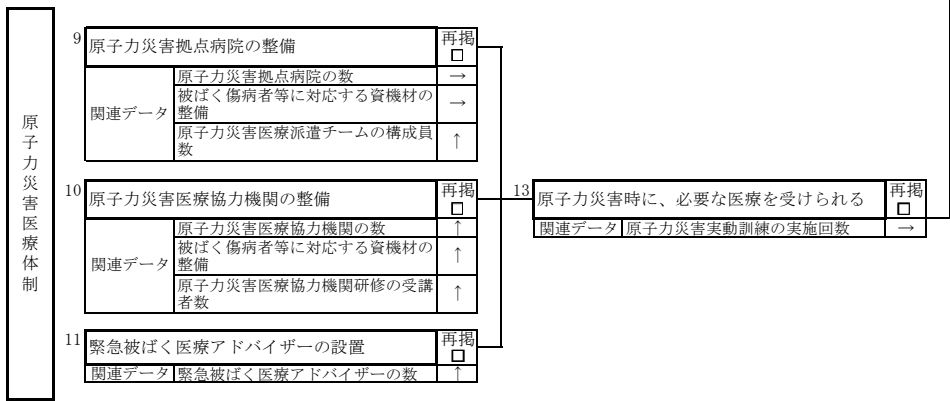 原子力災害医療体制
9
原子力災害拠点病院の整備
再掲
□
関連データ
原子力災害拠点病院の数
→
被ばく傷病者等に対応する資機材の
整備
→
原子力災害医療派遣チームの構成員
数
↑
10
原子力災害医療協力機関の整備
再掲
□
関連データ
原子力災害医療協力機関の数
↑
被ばく傷病者等に対応する資機材の
整備
↑
原子力災害医療協力機関研修の受講
者数
↑
11
緊急被ばく医療アドバイザーの設置
再掲
□
関連データ
緊急被ばく医療アドバイザーの数
↑
13
原子力災害時に、必要な医療を受けられる
再掲
□
関連データ
原子力災害実動訓練の実施回数
→